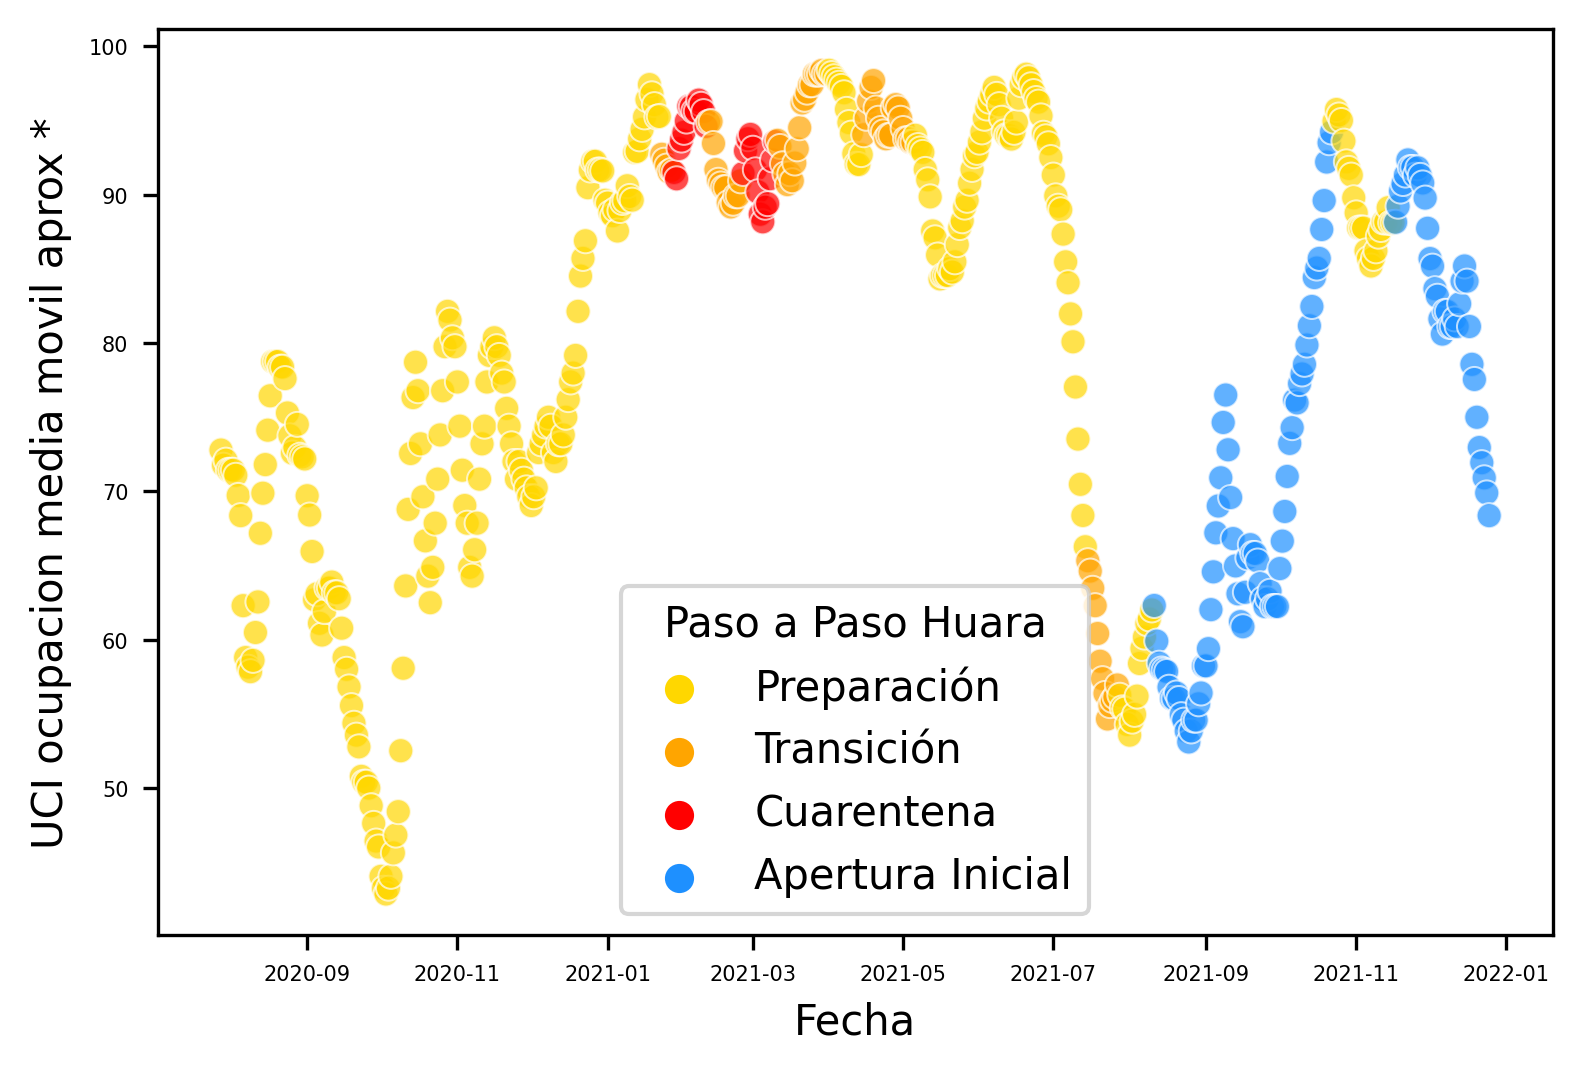 UCI ocupacion media movil aprox *
100
90
80
70
60
50
Paso a Paso Huara
Preparación
Transición
Cuarentena
Apertura Inicial
2020-09 2020-11 2021-01 2021-03 2021-05 2021-07 2021-09 2021-11 2022-01
Fecha